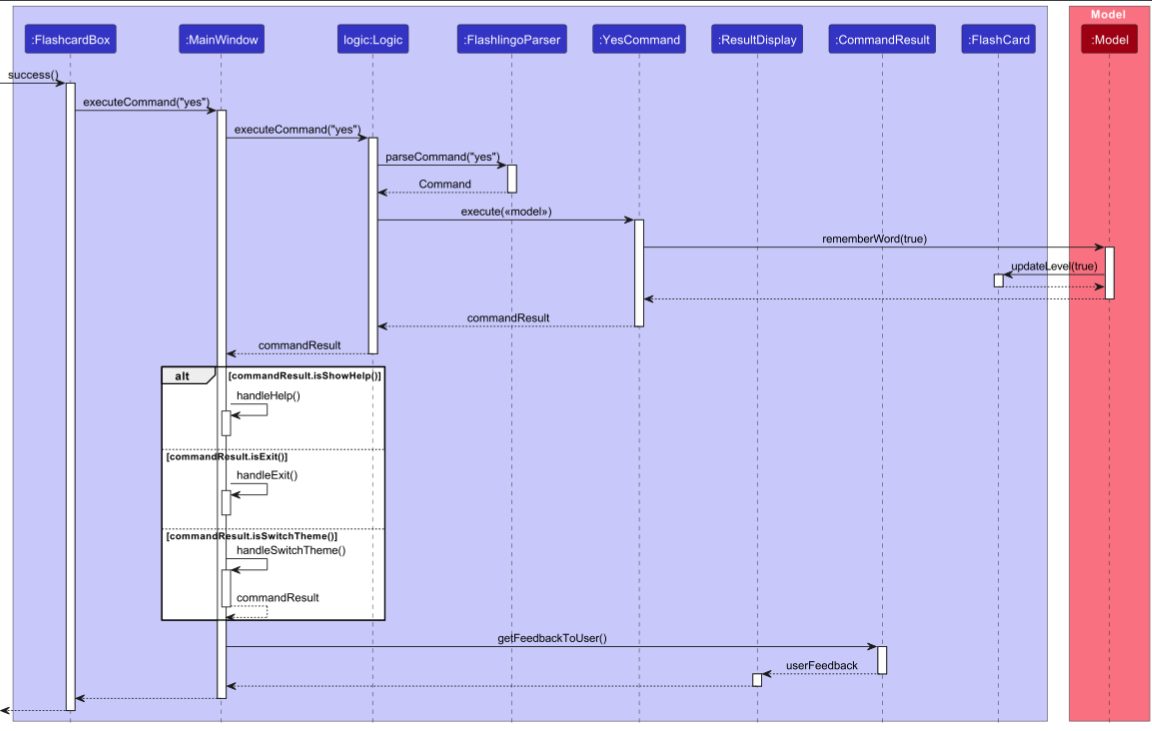 Model
:FlashcardBox
:MainWindow
logic:Logic
:FlashlingoParser
:YesCommand
:ResultDisplay
:CommandResult
:FlashCard
:Model
success()
executeCommand("yes")
executeCommand("yes")
parseCommand("yes")
Command
execute(«model»)
rememberWord(true)
updateLevel(true)
commandResult
commandResult
alt
[commandResult.isShowHelp()]
handleHelp()
[commandResult.isExit()]
handleExit()
[commandResult.isSwitchTheme()]
handleSwitchTheme()
commandResult
getFeedbackToUser()
userFeedback